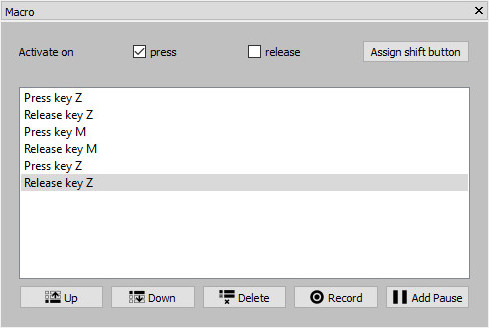 Macro
Activate on press release Assign shift button
Press key Z
Release key Z
Press key M
Release key M
Press key Z
Release key Z
Up Down Delete Record Add Pause